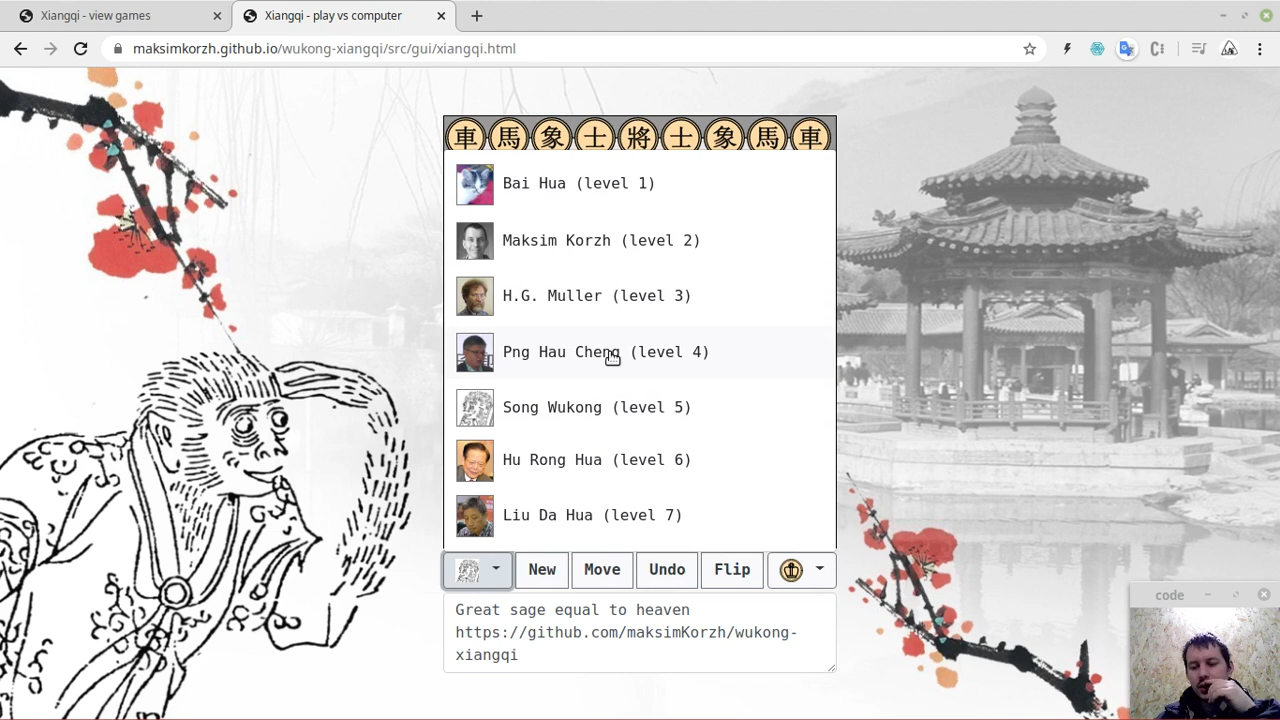 Xiangqi - view games
Xiangqi - play vs computer
maksimkorzh.github.io/wukong-xiangqi/src/gui/xiangqi.html
車馬象士將士象馬車
Bai Hua (level 1)
Maksim Korzh (level 2)
H.G. Muller (level 3)
Png Hau Cheng (level 4)
Song Wukong (level 5)
Hu Rong Hua (level 6)
Liu Da Hua (level 7)
New Move Undo Flip
Great sage equal to heaven
https://github.com/maksimKorzh/wukong-
xiangqi
code